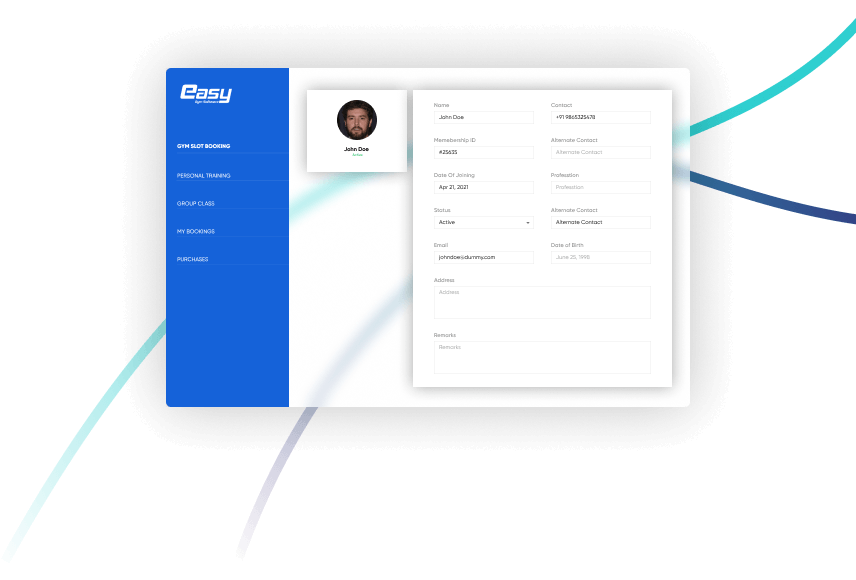 easy
Gym Software
GYM SLOT BOOKING
PERSONAL TRAINING
GROUP CLASS
MY BOOKINGS
PURCHASES
John Doe
Active
Name
Contact
John Doe
+91 9865325478
Memebership ID
Alternate Contact
#25635
Alternate Contact
Date Of Joining
Profession
Apr 21, 2021
Profession
Status
Alternate Contact
Active
Alternate Contact
Email
Date of Birth
johndoe@dummy.com
June 25, 1998
Address
Address
Remarks
Remarks